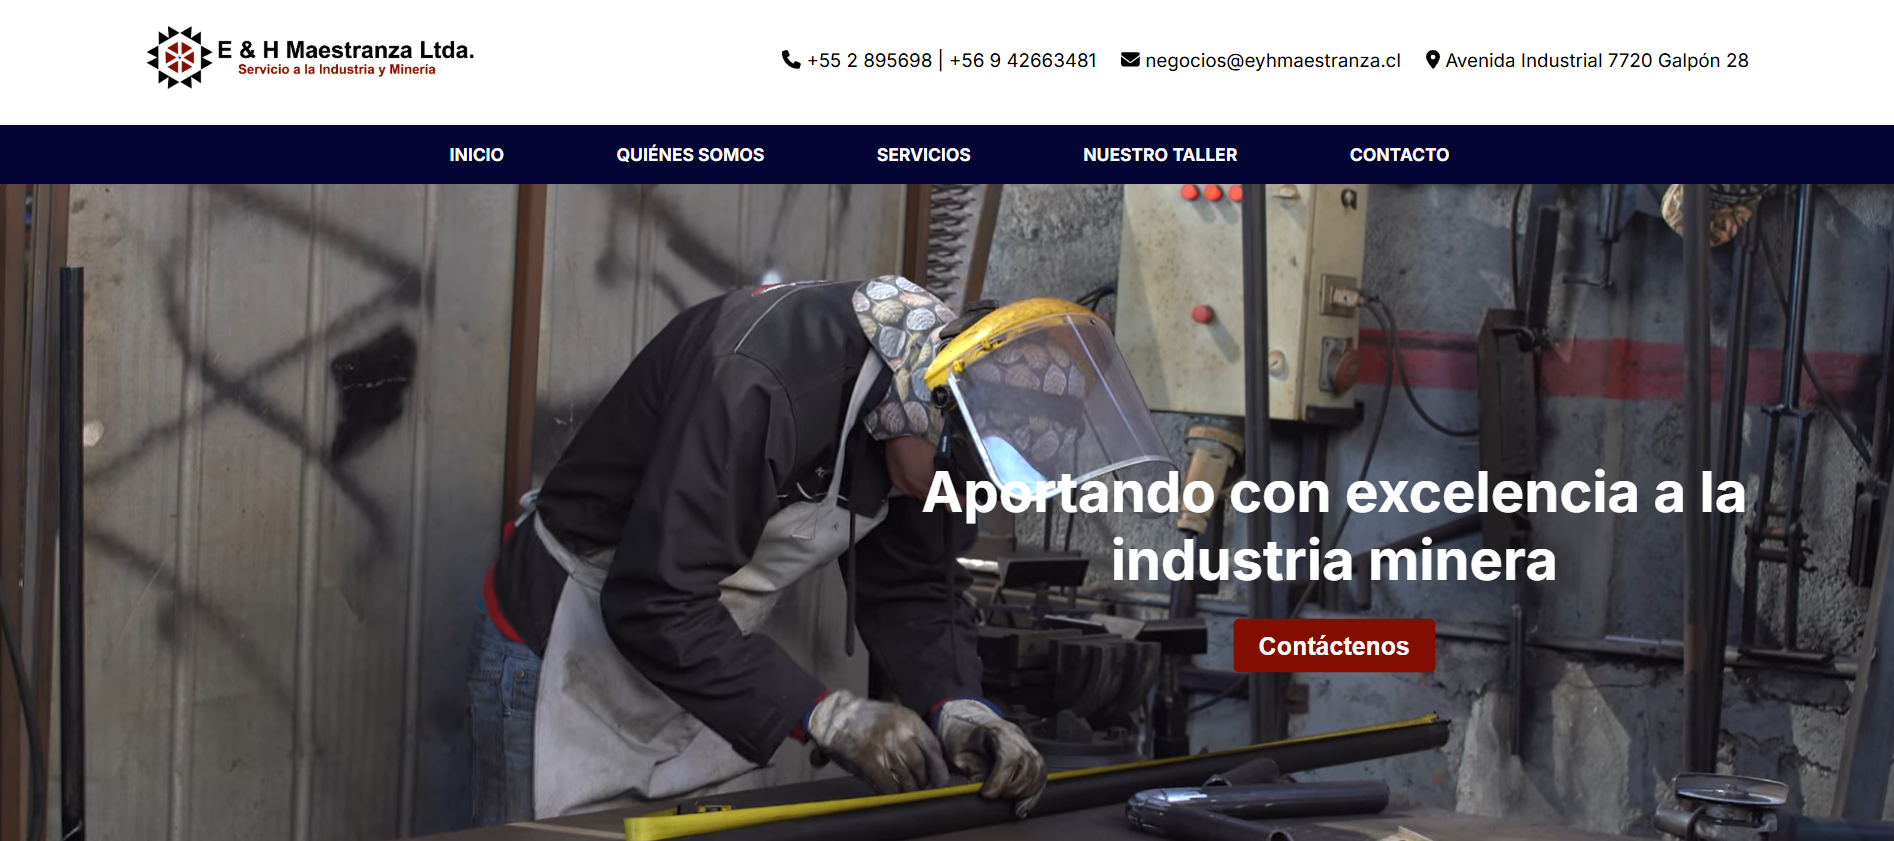 E & H Maestranza Ltda.
Servicio a la Industria y Minería
+55 2 895698 | +56 9 42663481 negocios@eyhmaestranza.cl Avenida Industrial 7720 Galpón 28
INICIO QUIÉNES SOMOS SERVICIOS NUESTRO TALLER CONTACTO
Aportando con excelencia a la
industria minera
Contáctenos